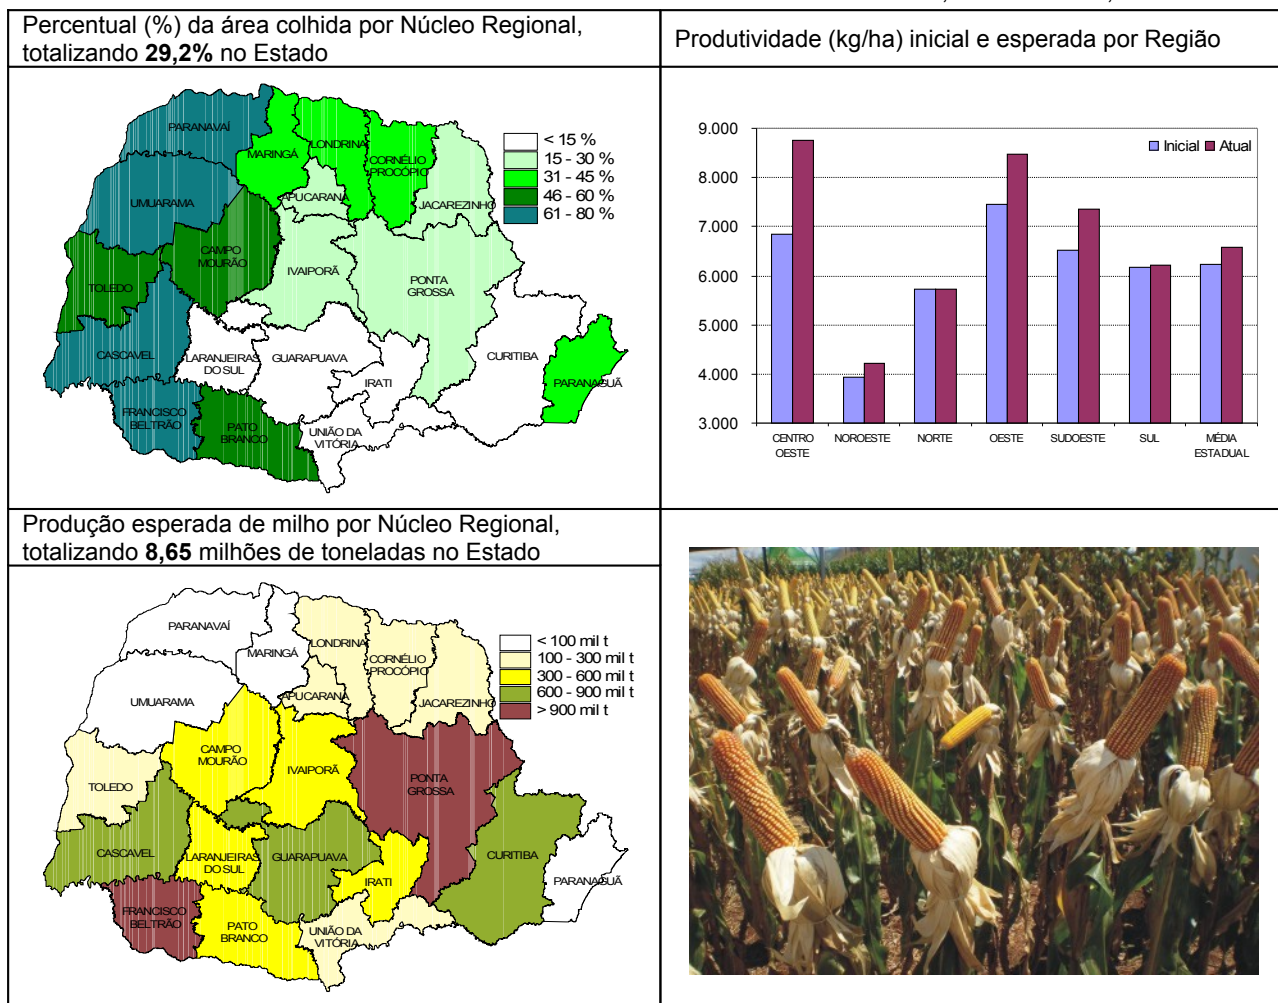 Percentual (%) da área colhida por Núcleo Regional,
totalizando 29,2% no Estado
PARANAVAÍ
MARINGÁ
LONDRINA
CORNÉLIO
PROCÓPIO
UMUARAMA
APUCARANA
JACAREZINHO
CAMPO
MOURÃO
IVAIPORÃ
PONTA
GROSSA
TOLEDO
CASCAVEL
LARANJEIRAS
DO SUL
GUARAPUAVA
IRATI
CURITIBA
PARANAGUÃ
FRANCISCO
BELTRÃO
PATO
BRANCO
UNIÃO DA
VITÓRIA
< 15 %
15 - 30 %
31 - 45 %
46 - 60 %
61 - 80 %
Produtividade (kg/ha) inicial e esperada por Região
Inicial
Atual
9.000
8.000
7.000
6.000
5.000
4.000
3.000
CENTRO
OESTE
NOROESTE
NORTE
OESTE
SUDOESTE
SUL
MÉDIA
ESTADUAL
Produção esperada de milho por Núcleo Regional,
totalizando 8,65 milhões de toneladas no Estado
PARANAVAÍ
MARINGÁ
LONDRINA
CORNÉLIO
PROCÓPIO
UMUARAMA
APUCARANA
JACAREZINHO
CAMPO
MOURÃO
IVAIPORÃ
PONTA
GROSSA
TOLEDO
CASCAVEL
LARANJEIRAS
DO SUL
GUARAPUAVA
IRATI
CURITIBA
PARANAGUÃ
FRANCISCO
BELTRÃO
PATO
BRANCO
UNIÃO DA
VITÓRIA
< 100 mil t
100 - 300 mil t
300 - 600 mil t
600 - 900 mil t
> 900 mil t